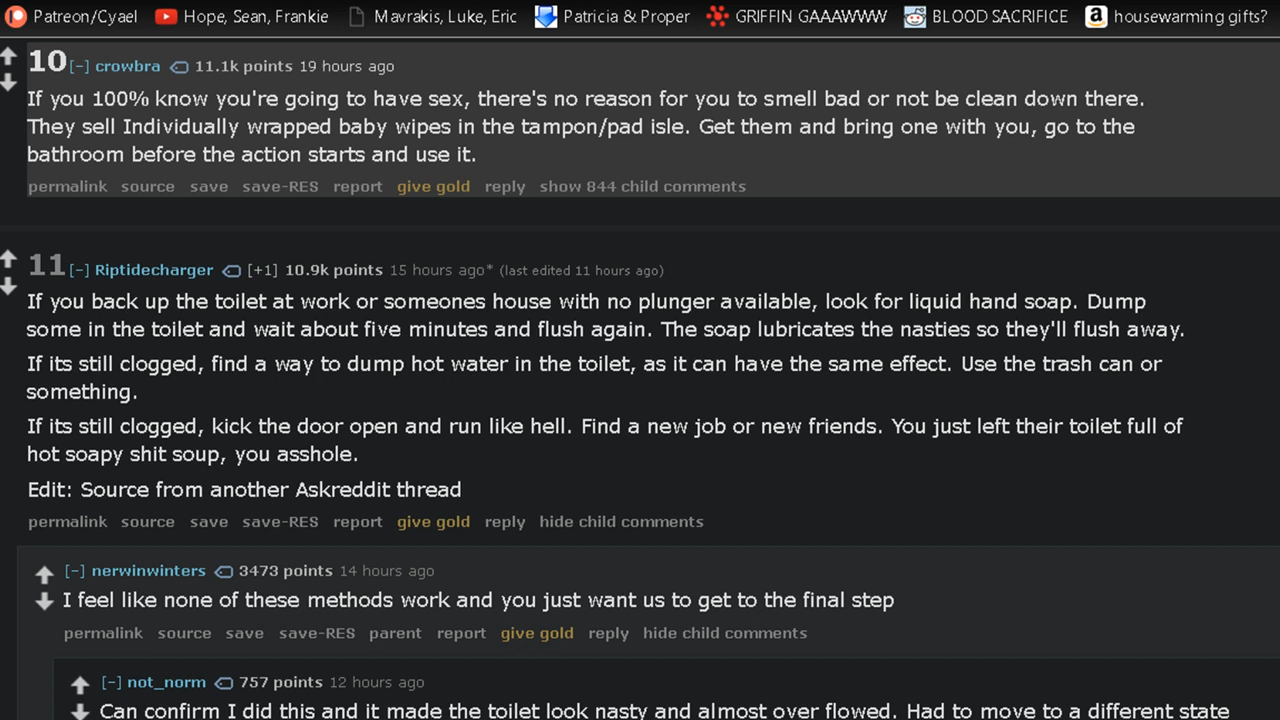 Patreon/Cyael Hope, Sean, Frankie Mavrakis, Luke, Eric Patricia & Proper GRIFFIN GAAAWWW BLOOD SACRIFICE housewarming gifts?
10 [–] crowbra 11.1k points 19 hours ago
If you 100% know you're going to have sex, there's no reason for you to smell bad or not be clean down there.
They sell Individually wrapped baby wipes in the tampon/pad isle. Get them and bring one with you, go to the
bathroom before the action starts and use it.
permalink source save save-RES report give gold reply show 844 child comments
11 [–] Riptidecharger [+1] 10.9k points 15 hours ago* (last edited 11 hours ago)
If you back up the toilet at work or someones house with no plunger available, look for liquid hand soap. Dump
some in the toilet and wait about five minutes and flush again. The soap lubricates the nasties so they'll flush away.
If its still clogged, find a way to dump hot water in the toilet, as it can have the same effect. Use the trash can or
something.
If its still clogged, kick the door open and run like hell. Find a new job or new friends. You just left their toilet full of
hot soapy shit soup, you asshole.
Edit: Source from another Askreddit thread
permalink source save save-RES report give gold reply hide child comments
[–] nerwinwinters 3473 points 14 hours ago
I feel like none of these methods work and you just want us to get to the final step
permalink source save save-RES parent report give gold reply hide child comments
[–] not_norm 757 points 12 hours ago
Can confirm I did this and it made the toilet look nasty and almost over flowed. Had to move to a different state